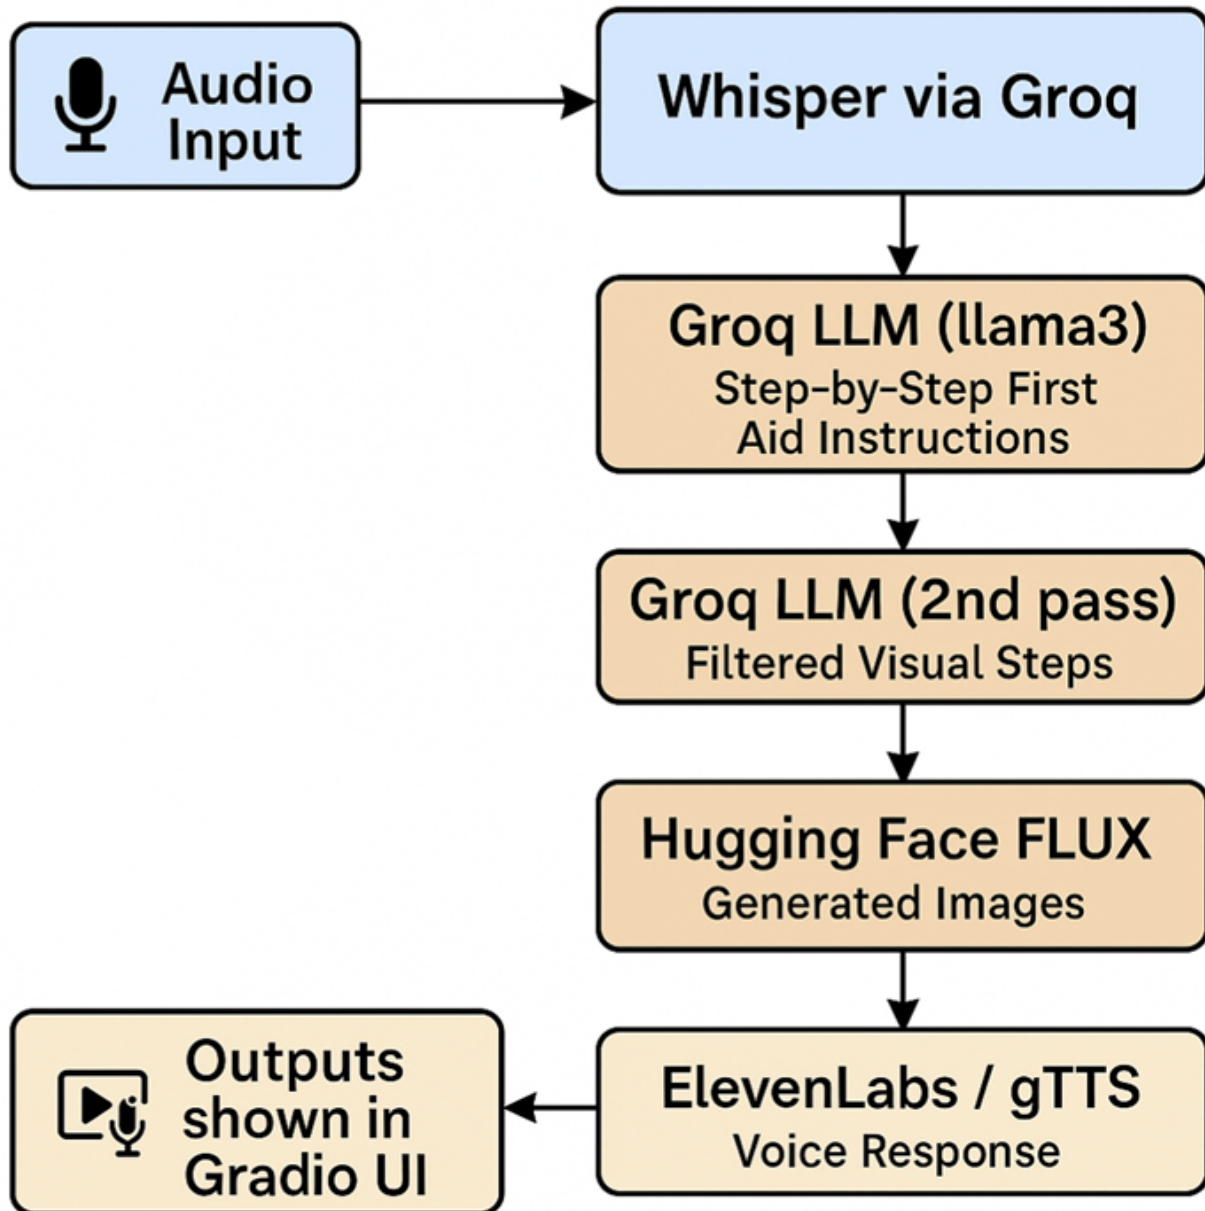 Audio
Input
Whisper via Groq
Groq LLM (llama3)
Step-by-Step First
Aid Instructions
Groq LLM (2nd pass)
Filtered Visual Steps
Hugging Face FLUX
Generated Images
ElevenLabs / gTTS
Voice Response
Outputs
shown in
Gradio UI